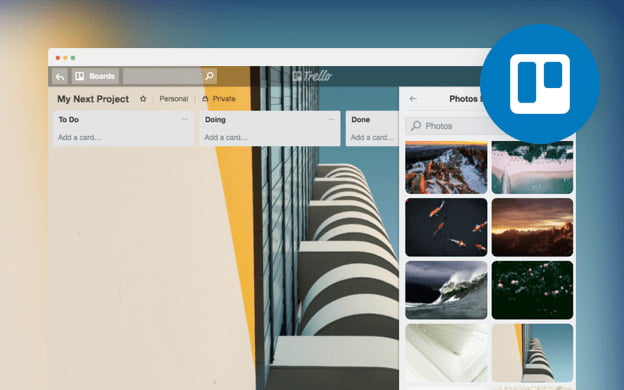 Boards
Trello
My Next Project
Personal
Private
To Do
Doing
Done
Add a card...
Add a card...
Add a card...
Photos
Photos